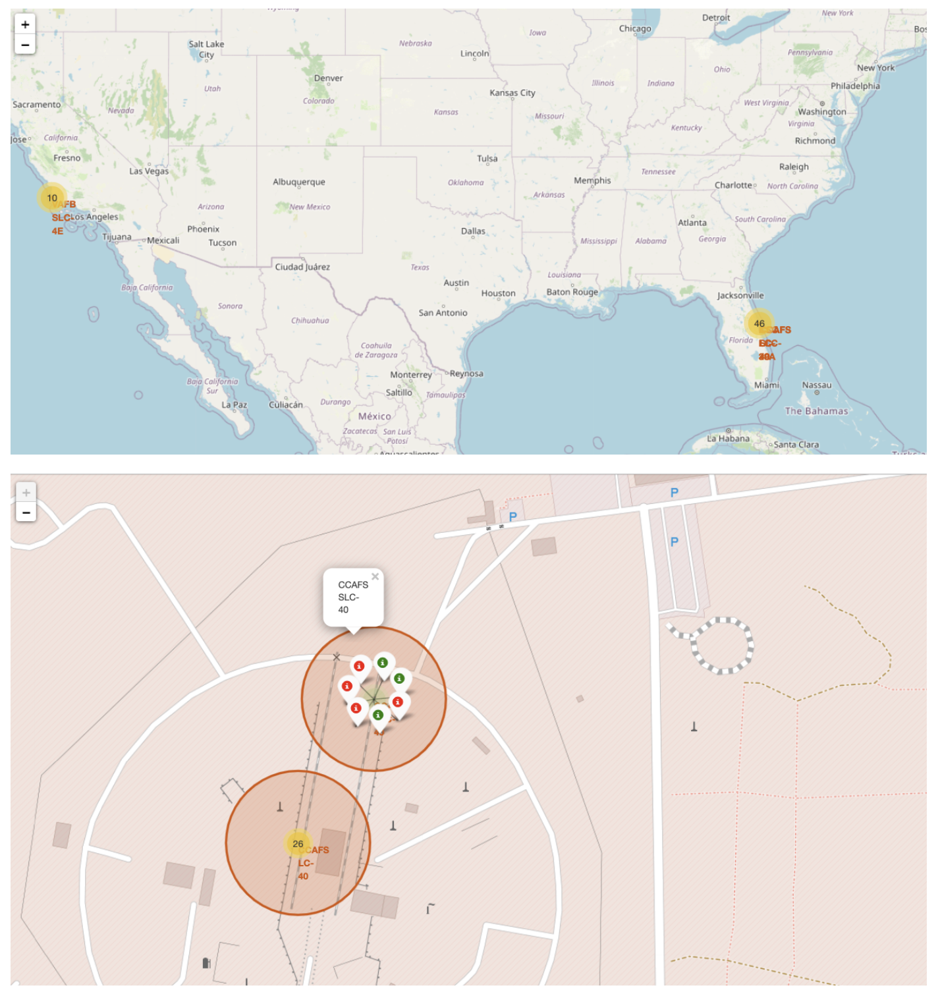 Wyoming
New York
Detroit
Chicago
Iowa
Bos
Salt Lake
City
Nebraska
Lincoln
Pennsylvania
New York
Ohio
Denver
Utah
Illinois
Indiana
Philadelphia
Kansas City
Colorado
Sacramento
Nevada
Kansas
Missouri
West Virginia
Washington
Kentucky
Virginia
Jose
California
Richmond
Fresno
Tulsa
Las Vegas
Raleigh
Tennessee
Albuquerque
Oklahoma
Memphis
Charlotte
North Carolina
Arkansas
10
VAFB
SLC-
4E
Los Angeles
Arizona
New Mexico
South Carolina
Atlanta
Phoenix
Dallas
Tijuana
Mexicali
Tucson
Mississippi
Alabama
Georgia
Ciudad Juárez
Texas
Louisiana
Austin
Houston
Baton Rouge
Baja California
Jacksonville
Sonora
San Antonio
Chihuahua
46
Florida
Coahuila
de Zaragoza
Monterrey
Reynosa
Baja California
Sur
Saltillo
Tamaulipas
Miami
Nassau
La Paz
Culiacán
Durango
México
The Bahamas
Zacatecas
San Luis
Potosí
La Habana
Santa Clara
Aguascalientes
P
P
P
CCAFS
SLC-
40
26
CCAFS
LC-
40